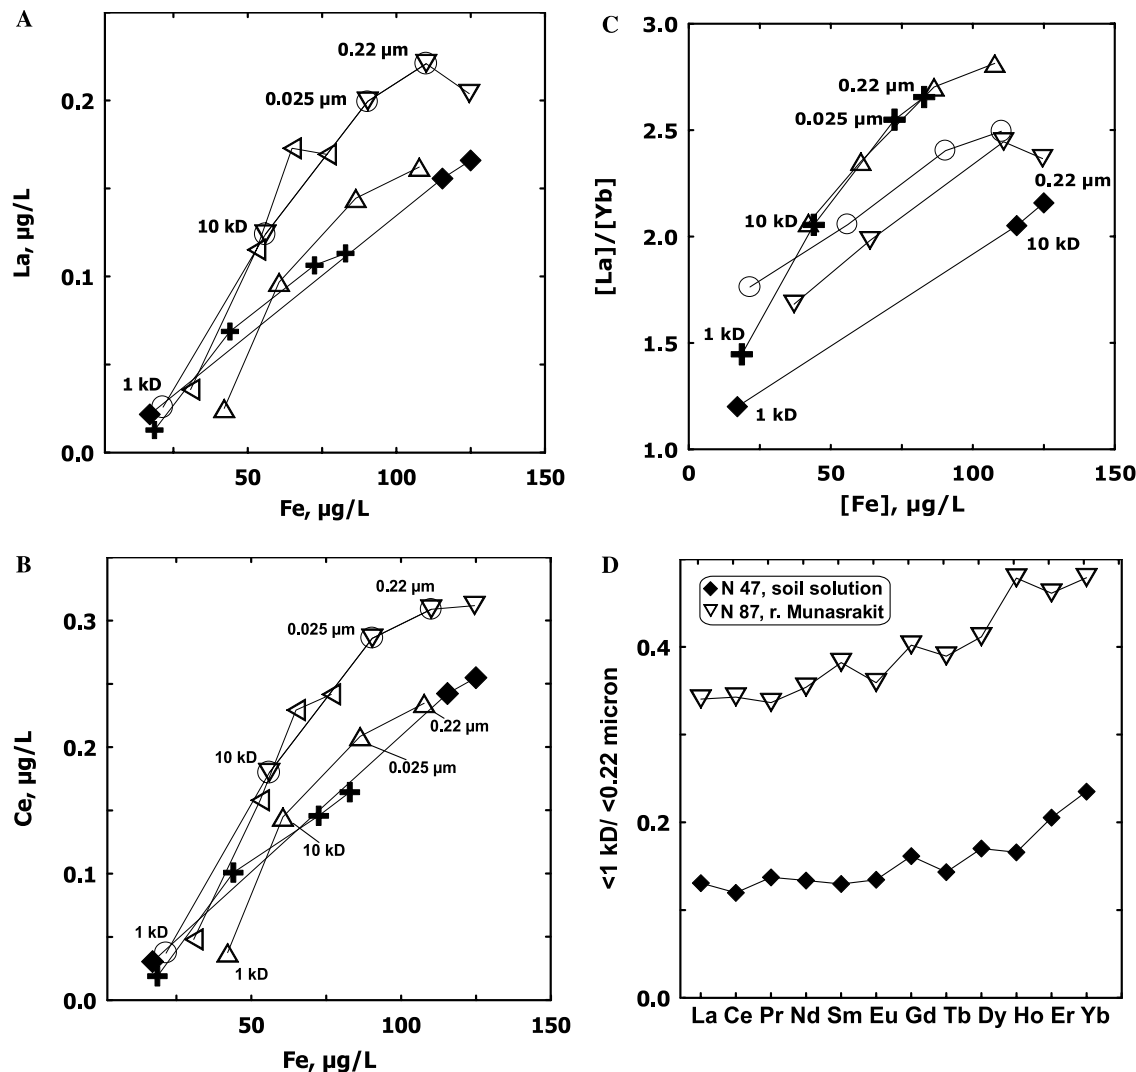 A
La, µg/L
0.2
0.1
0.0
0.22 µm
0.025 µm
10 kD
1 kD
50
100
150
Fe, µg/L
C
[La]/[Yb]
3.0
2.5
2.0
1.5
1.0
0.22 µm
0.025 µm
10 kD
1 kD
0.22 µm
10 kD
1 kD
0
50
100
150
[Fe], µg/L
B
Ce, µg/L
0.3
0.2
0.1
0.0
0.22 µm
0.025 µm
10 kD
1 kD
0.22 µm
0.025 µm
10 kD
1 kD
50
100
150
Fe, µg/L
D
<1 kD/ <0.22 micron
N 47, soil solution
N 87, r. Munasrakit
0.4
0.2
0.0
La Ce Pr Nd Sm Eu Gd Tb Dy Ho Er Yb